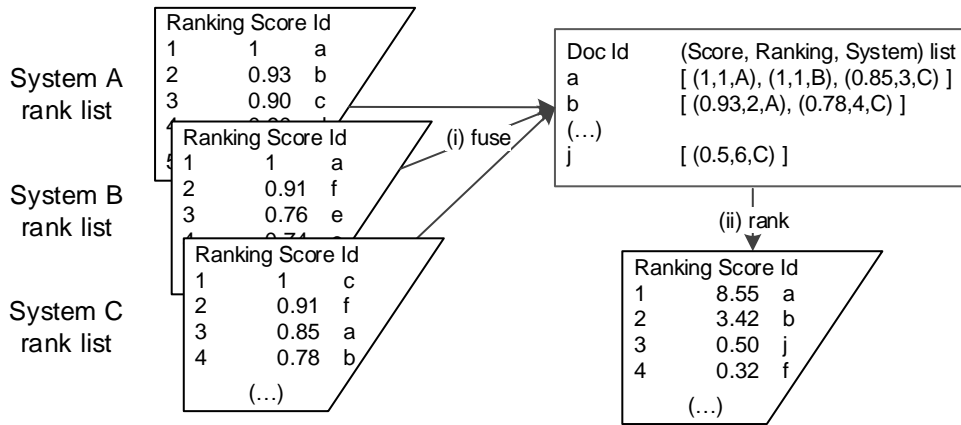 System A
rank list
Ranking Score Id
1 1 a
2 0.93 b
3 0.90 c
System B
rank list
1 1 a
2 0.91 f
3 0.76 e
System C
rank list
Ranking Score Id
1 1 c
2 0.91 f
3 0.85 a
4 0.78 b
(...)
(i) fuse
Doc Id (Score, Ranking, System) list
a [ (1,1,A), (1,1,B), (0.85,3,C) ]
b [ (0.93,2,A), (0.78,4,C) ]
(...)
j [ (0.5,6,C) ]
(ii) rank
Ranking Score Id
1 8.55 a
2 3.42 b
3 0.50 j
4 0.32 f
(...)